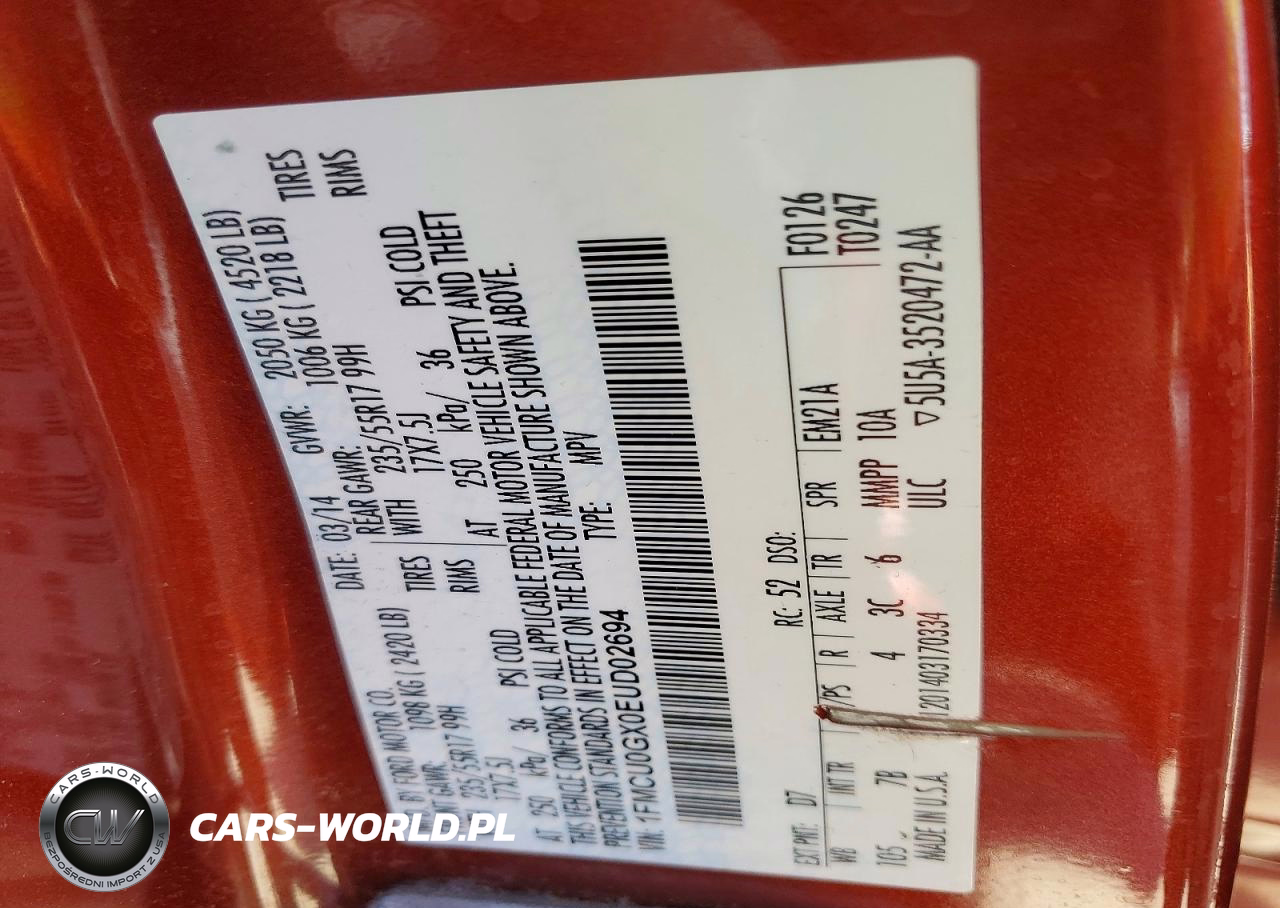 MFD. BY FORD MOTOR CO.
DATE: 03/14 GVWR: 2050 KG ( 4520 LB)
FRONT GAWR: 1098 KG ( 2420 LB) REAR GAWR: 1006 KG ( 2218 LB)
235/55R17 99H TIRES WITH 235/55R17 99H TIRES
17X7.5J RIMS 17X7.5J RIMS
AT 250 kPa/ 36 PSI COLD AT 250 kPa/ 36 PSI COLD
THIS VEHICLE CONFORMS TO ALL APPLICABLE FEDERAL MOTOR VEHICLE SAFETY AND THEFT
PREVENTION STANDARDS IN EFFECT ON THE DATE OF MANUFACTURE SHOWN ABOVE.
VIN: 1FMCU0GX0EUD02694 TYPE: MPV
EXT PNT: D7 RC: 52 DSO: F0126
WB INT TR /PS R AXLE TR SPR EM21A T0247
105 7B 4 3C 6 MMPP 10A
MADE IN U.S.A. 1201403170334 ULC ▽5U5A-3520472-AA
CARS-WORLD
CW
BEZPOŚREDNI IMPORT Z USA
CARS-WORLD.PL